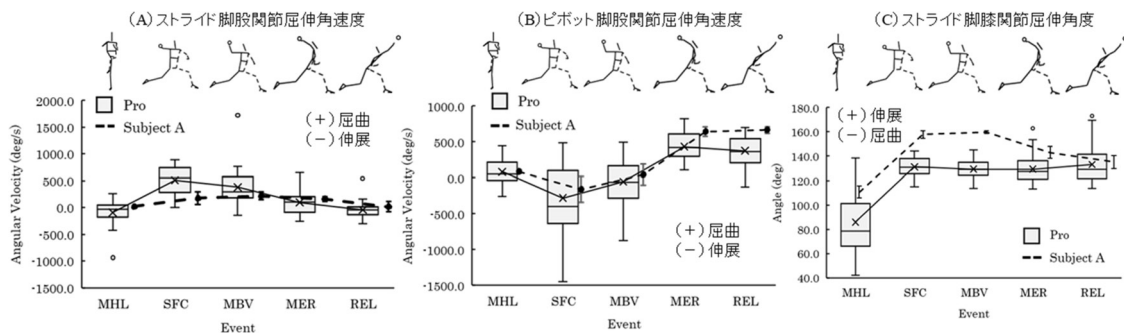 (A)ストライド脚股関節屈伸角速度
2000.0
1500.0
1000.0
500.0
0.0
-500.0
-1000.0
-1500.0
Angular Velocity (deg/s)
Pro
Subject A
(+)屈曲
(-)伸展
MHL SFC MBV MER REL
Event
(B)ピボット脚股関節屈伸角速度
1000.0
500.0
0.0
-500.0
-1000.0
-1500.0
Angular Velocity (deg/s)
Pro
Subject A
(+)屈曲
(-)伸展
MHL SFC MBV MER REL
Event
(C)ストライド脚膝関節屈伸角度
180.0
160.0
140.0
120.0
100.0
80.0
60.0
40.0
Angle (deg)
(+)伸展
(-)屈曲
Pro
Subject A
MHL SFC MBV MER REL
Event